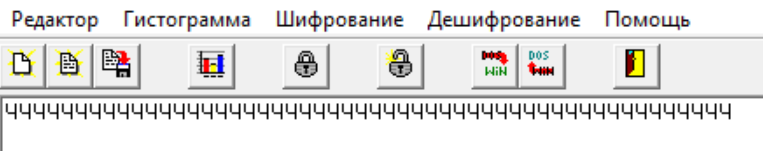 Редактор Гистограмма Шифрование Дешифрование Помощь
DOS WIN DOS WIN
чччччччччччччччччччччччччччччччччччччччччччччччччччч